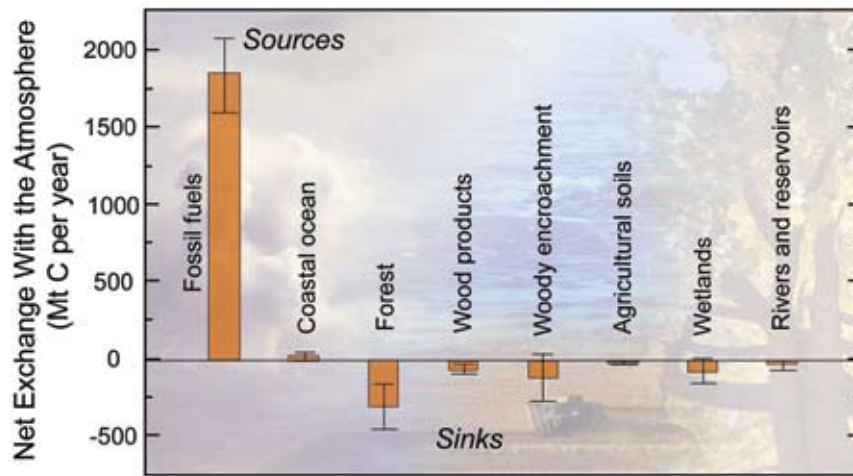 Net Exchange With the Atmosphere
(Mt C per year)
2000
1500
1000
500
0
-500
Sources
Fossil fuels
Coastal ocean
Forest
Wood products
Woody encroachment
Agricultural soils
Wetlands
Rivers and reservoirs
Sinks